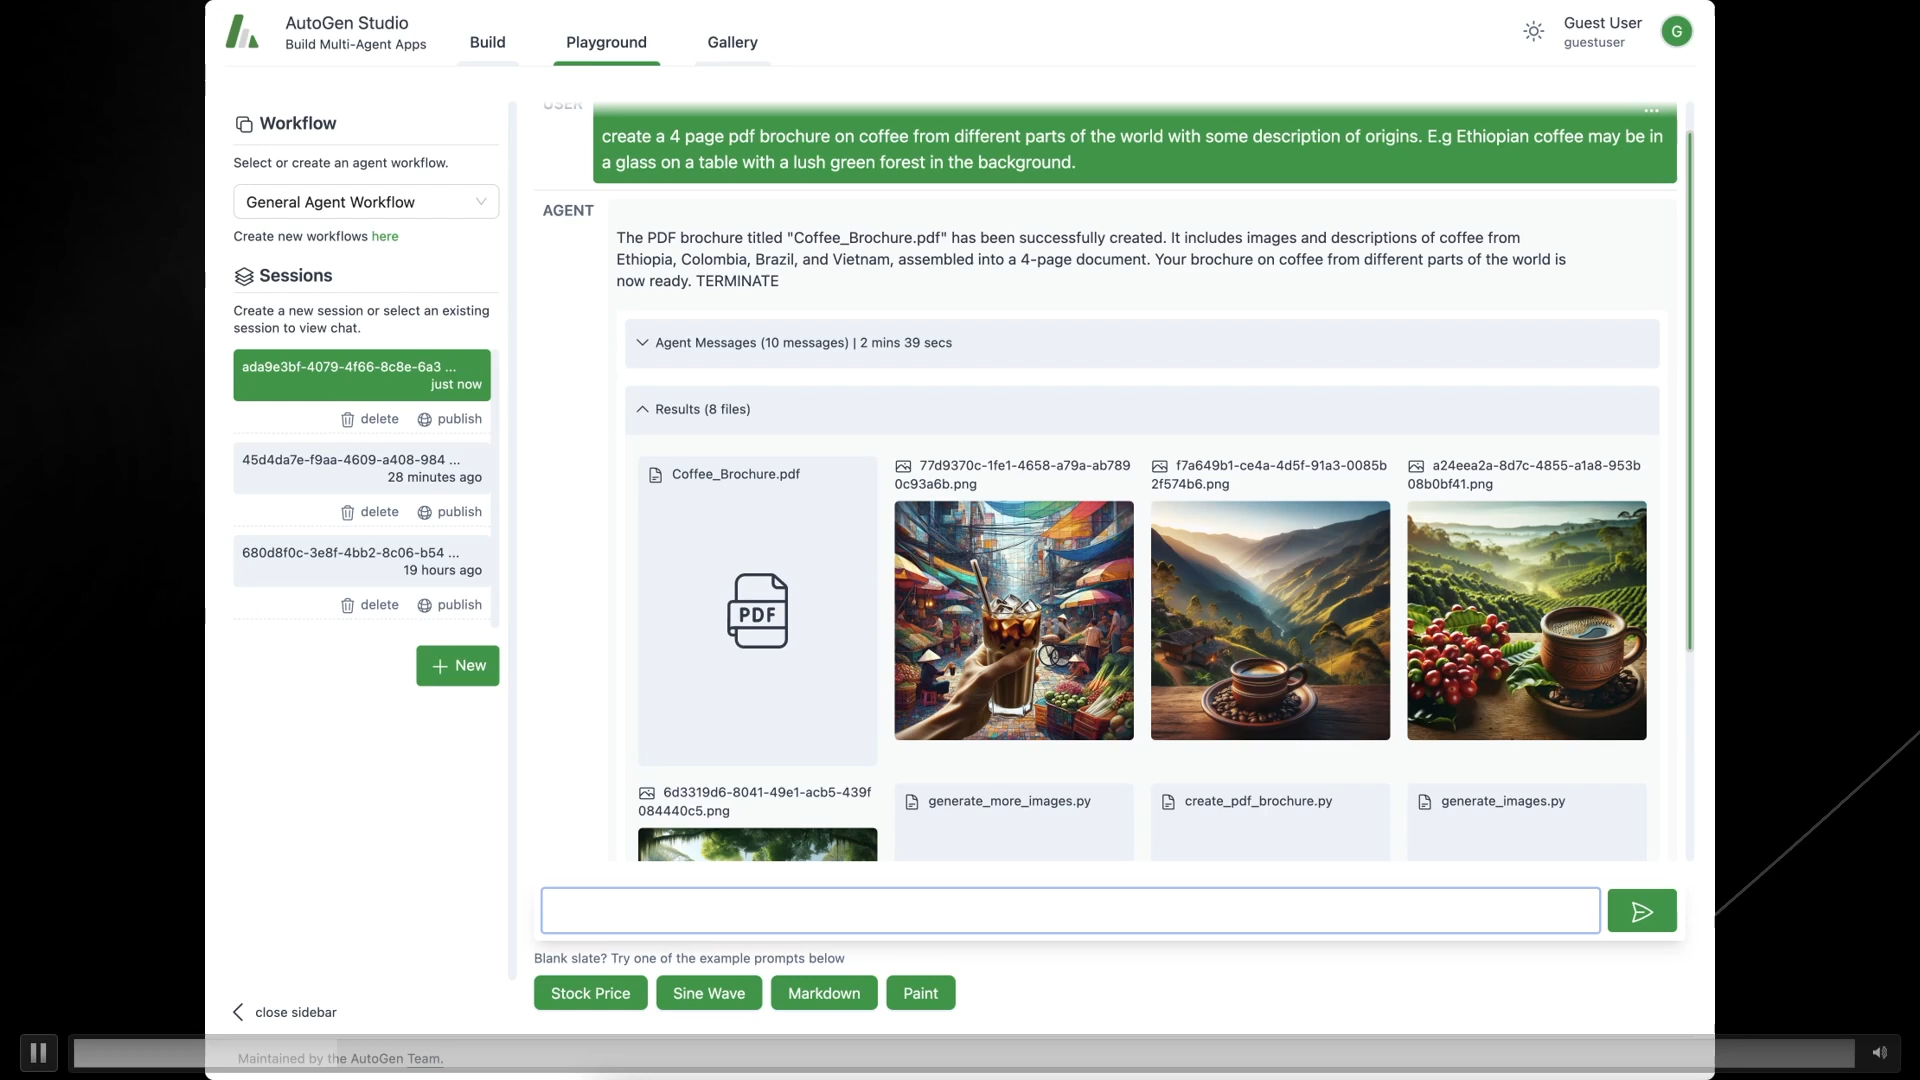 AutoGen Studio
Build Multi-Agent Apps
Build
Playground
Gallery
Guest User
guestuser
G
Workflow
Select or create an agent workflow.
General Agent Workflow
Create new workflows here
Sessions
Create a new session or select an existing
session to view chat.
ada9e3bf-4079-4f66-8c8e-6a3 ...
just now
delete
publish
45d4da7e-f9aa-4609-a408-984 ...
28 minutes ago
delete
publish
680d8f0c-3e8f-4bb2-8c06-b54 ...
19 hours ago
delete
publish
New
close sidebar
Maintained by the AutoGen Team.
USER
create a 4 page pdf brochure on coffee from different parts of the world with some description of origins. E.g Ethiopian coffee may be in
a glass on a table with a lush green forest in the background.
AGENT
The PDF brochure titled "Coffee_Brochure.pdf" has been successfully created. It includes images and descriptions of coffee from
Ethiopia, Colombia, Brazil, and Vietnam, assembled into a 4-page document. Your brochure on coffee from different parts of the world is
now ready. TERMINATE
Agent Messages (10 messages) | 2 mins 39 secs
Results (8 files)
Coffee_Brochure.pdf
PDF
77d9370c-1fe1-4658-a79a-ab789
0c93a6b.png
f7a649b1-ce4a-4d5f-91a3-0085b
2f574b6.png
a24eea2a-8d7c-4855-a1a8-953b
08b0bf41.png
6d3319d6-8041-49e1-acb5-439f
084440c5.png
generate_more_images.py
create_pdf_brochure.py
generate_images.py
Blank slate? Try one of the example prompts below
Stock Price
Sine Wave
Markdown
Paint